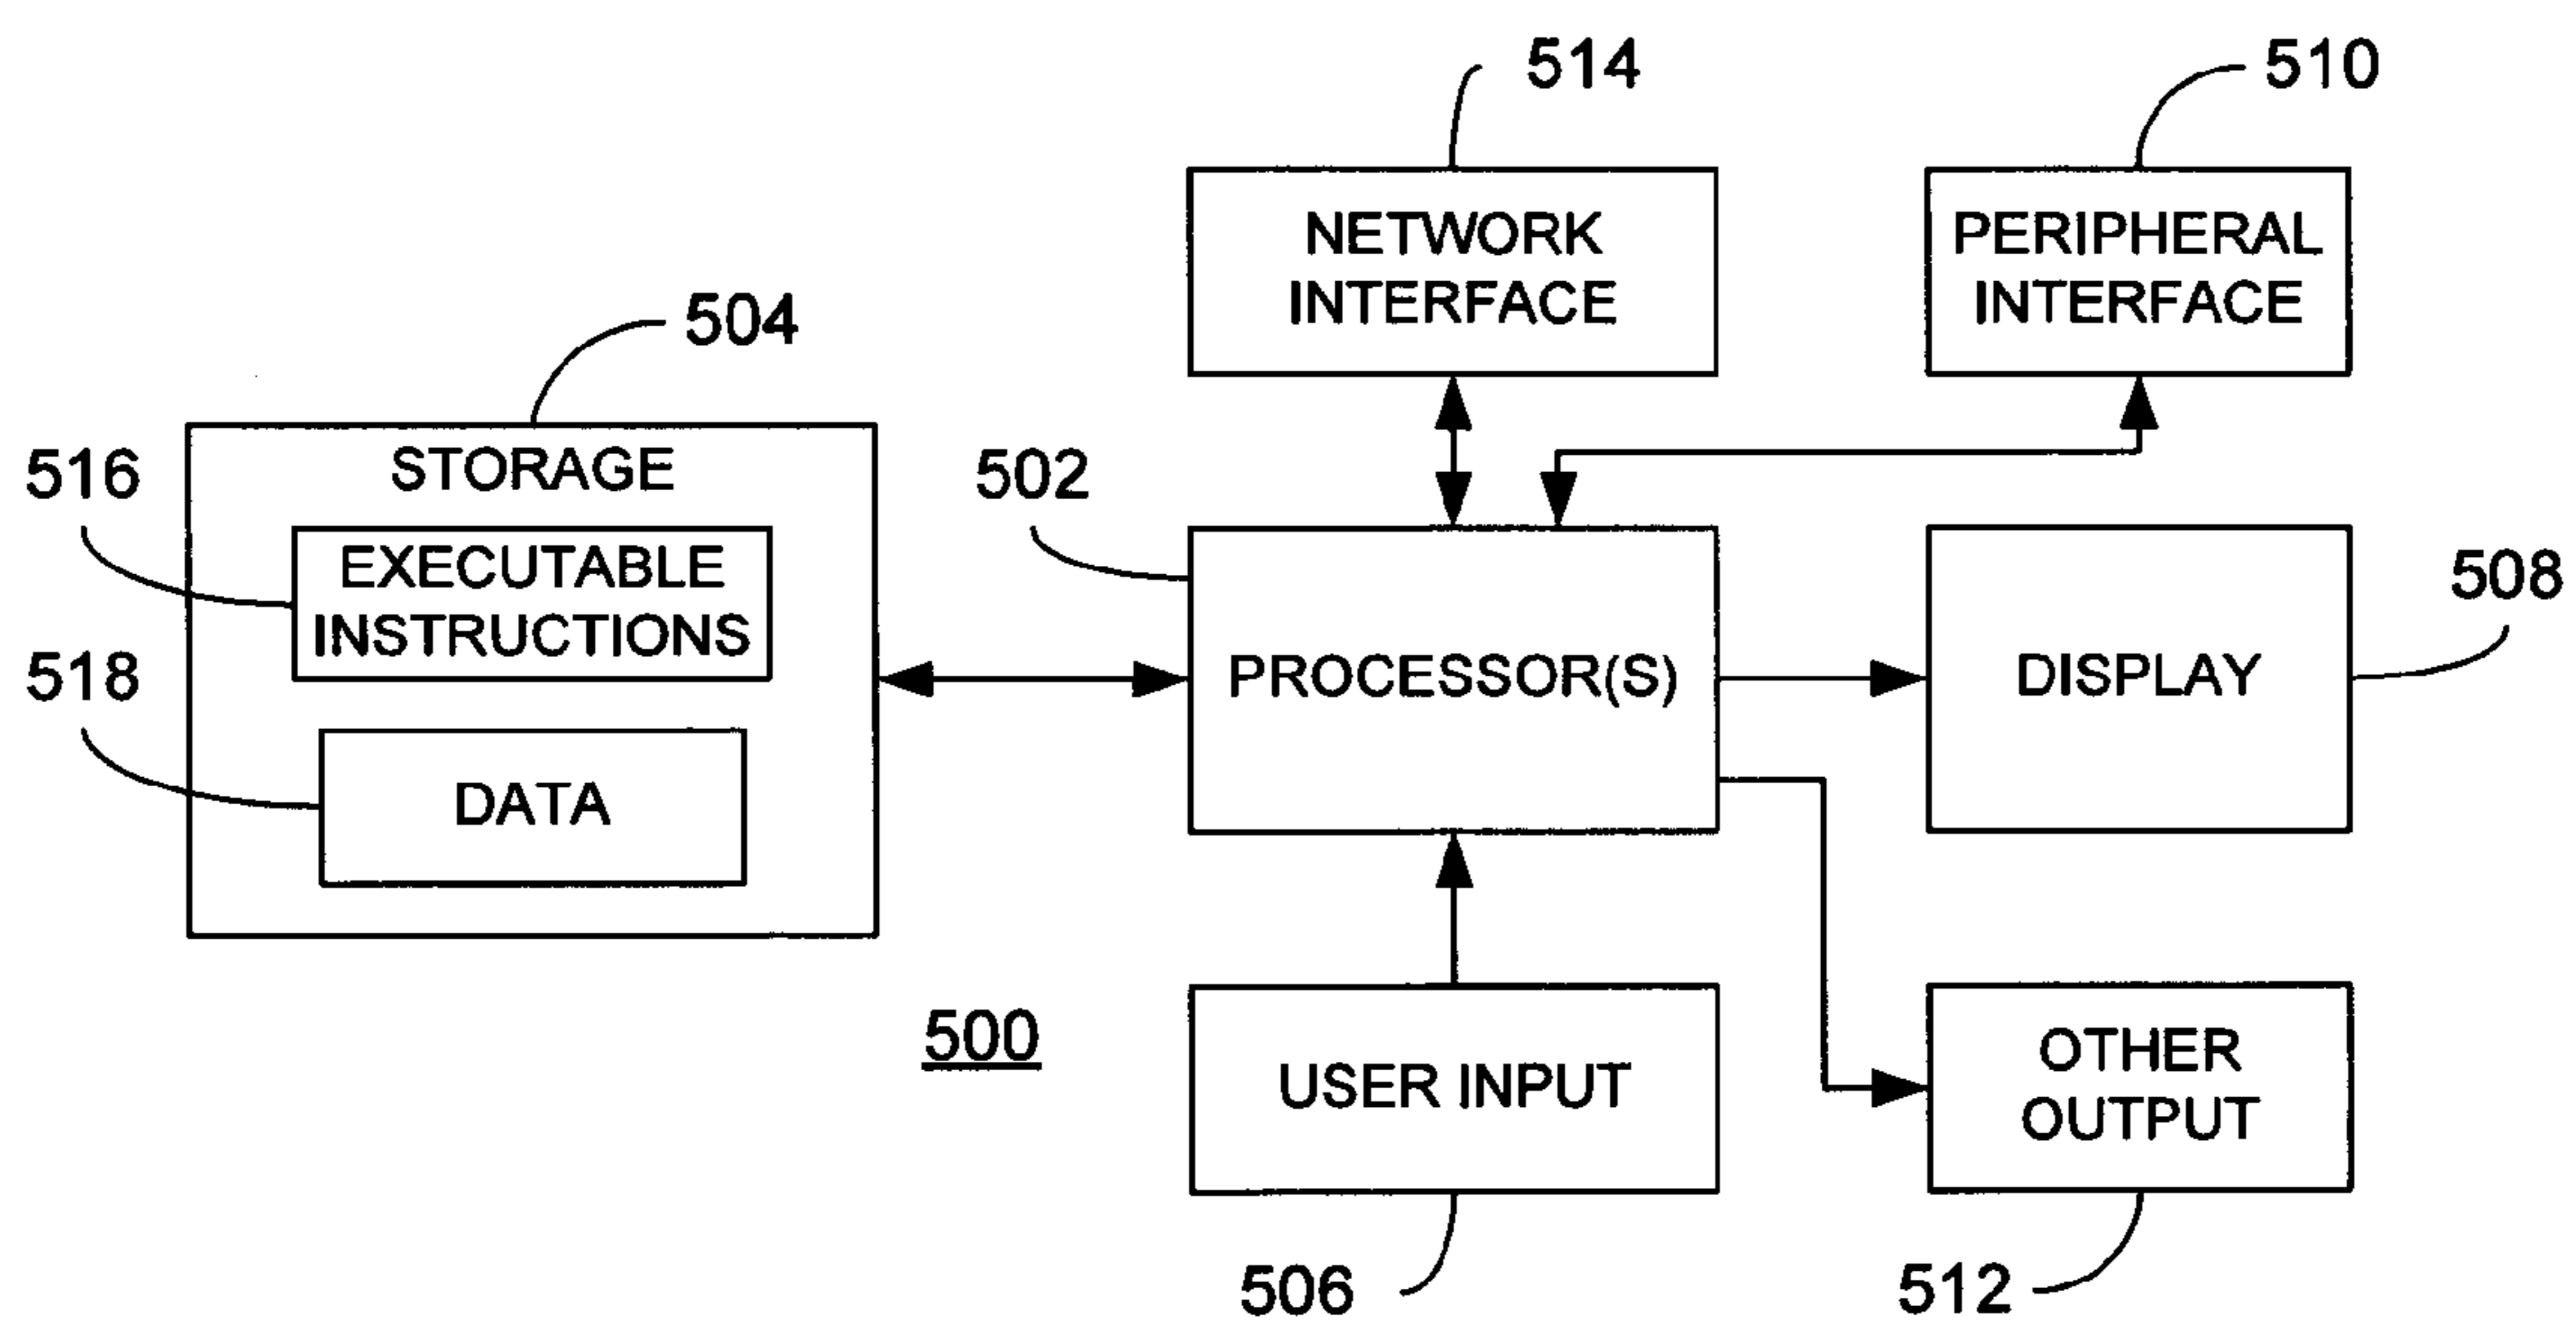 514
510
NETWORK
INTERFACE
PERIPHERAL
INTERFACE
504
STORAGE
516
EXECUTABLE
INSTRUCTIONS
518
DATA
502
PROCESSOR(S)
DISPLAY
508
500
USER INPUT
506
OTHER
OUTPUT
512